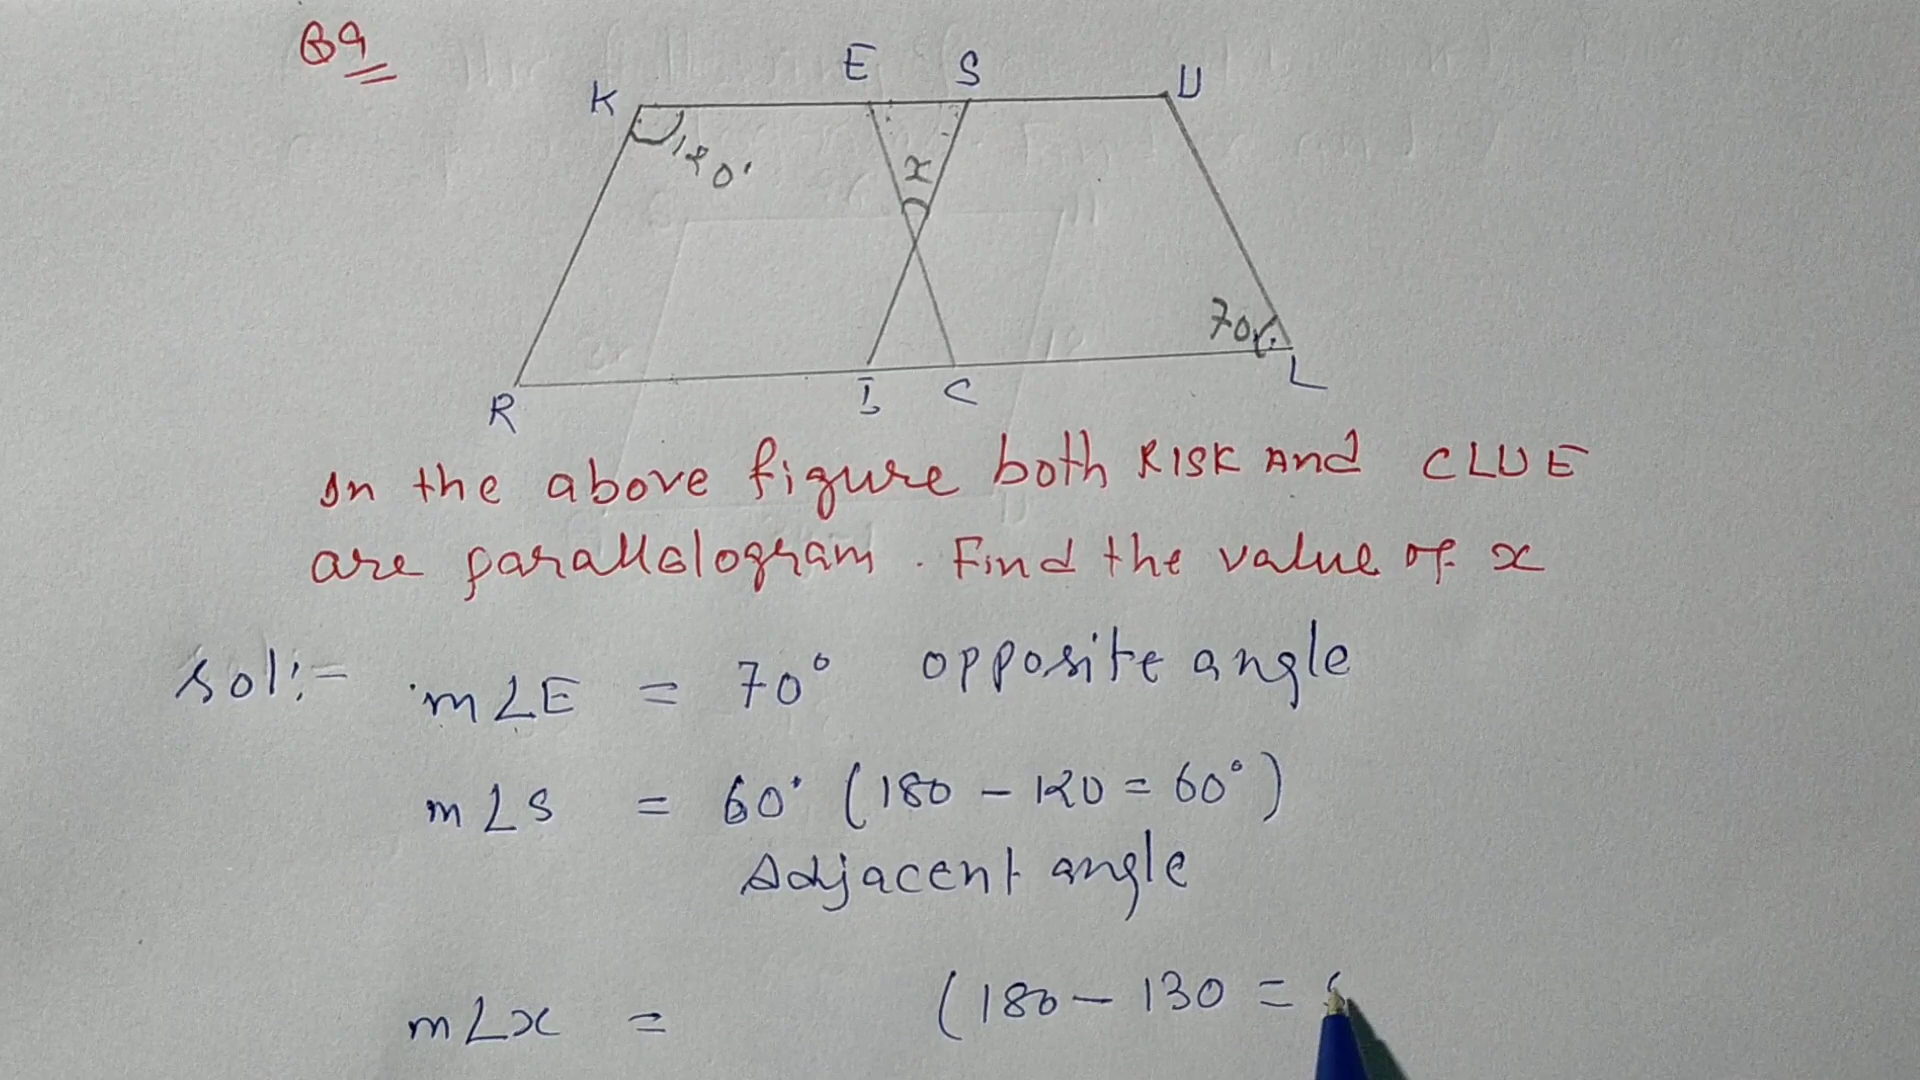 Q9
E S
K U
120°
x
70°
R I C L
In the above figure both RISK And CLUE
are parallelogram. Find the value of x
Sol:- m∠E = 70° opposite angle
m∠S = 60° (180 - 120 = 60°)
Adjacent angle
m∠x = (180 - 130 =